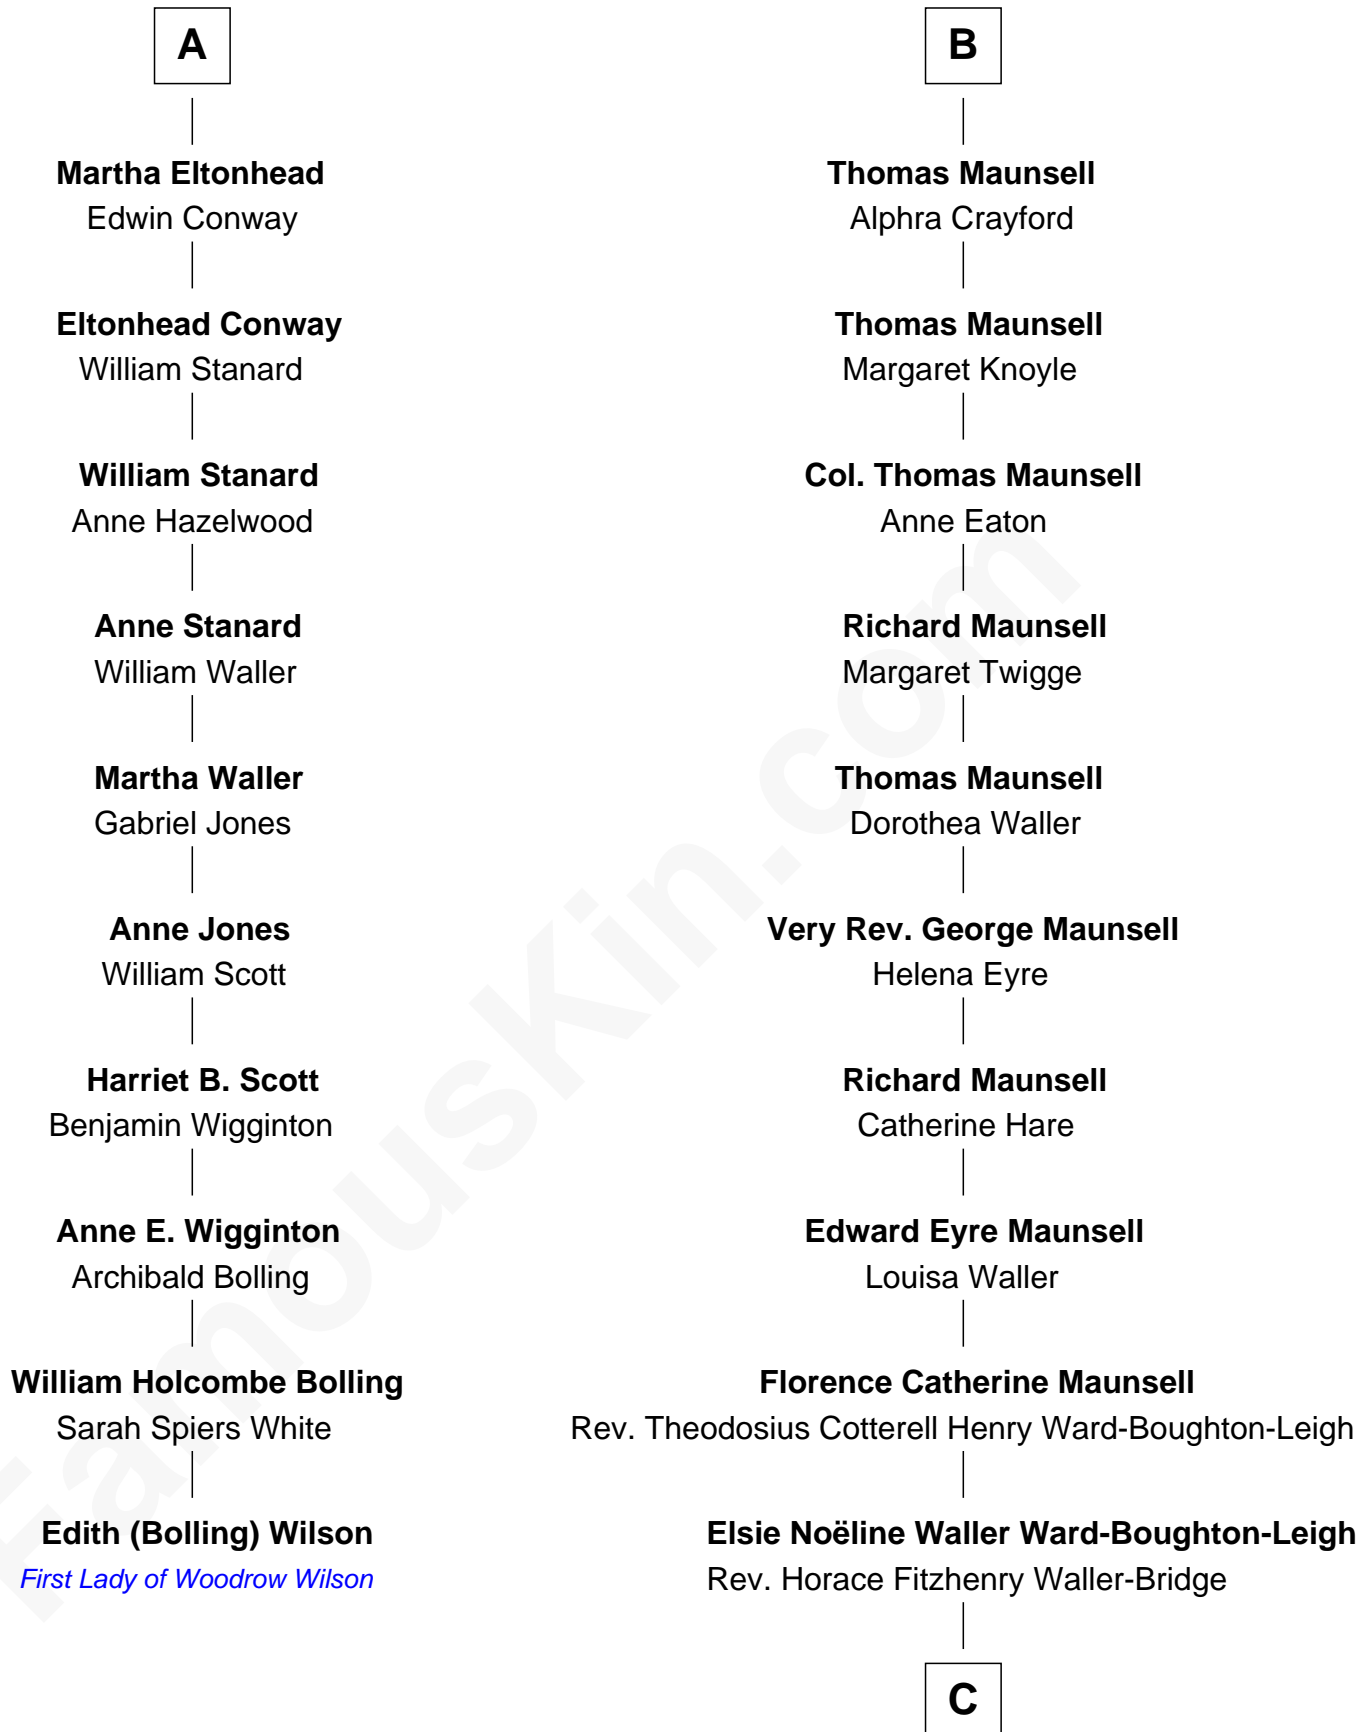 A
Martha Eltonhead
Edwin Conway
Eltonhead Conway
William Stanard
William Stanard
Anne Hazelwood
Anne Stanard
William Waller
Martha Waller
Gabriel Jones
Anne Jones
William Scott
Harriet B. Scott
Benjamin Wigginton
Anne E. Wigginton
Archibald Bolling
William Holcombe Bolling
Sarah Spiers White
Edith (Bolling) Wilson
First Lady of Woodrow Wilson
B
Thomas Maunsell
Alphra Crayford
Thomas Maunsell
Margaret Knoyle
Col. Thomas Maunsell
Anne Eaton
Richard Maunsell
Margaret Twigge
Thomas Maunsell
Dorothea Waller
Very Rev. George Maunsell
Helena Eyre
Richard Maunsell
Catherine Hare
Edward Eyre Maunsell
Louisa Waller
Florence Catherine Maunsell
Rev. Theodosius Cotterell Henry Ward-Boughton-Leigh
Elsie Noëline Waller Ward-Boughton-Leigh
Rev. Horace Fitzhenry Waller-Bridge
C
FamousKin.com